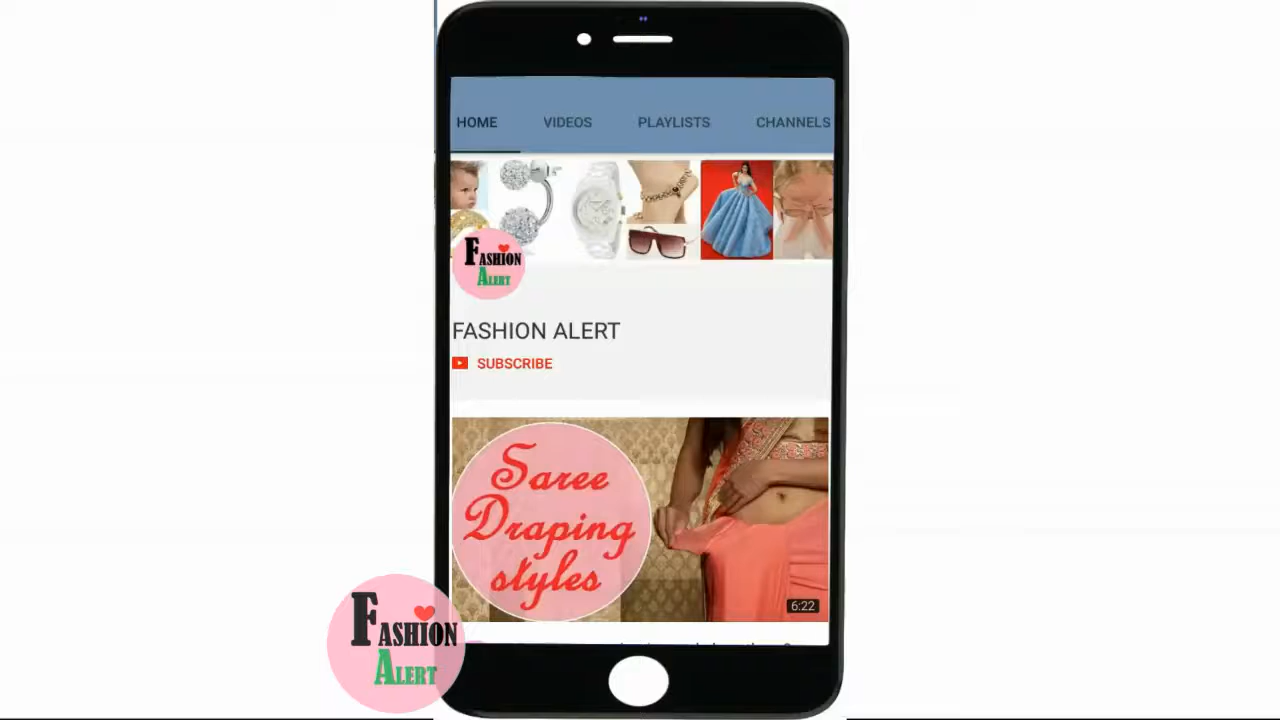 HOME VIDEOS PLAYLISTS CHANNELS
FASHION
ALERT
FASHION ALERT
SUBSCRIBE
Saree
Draping
styles
6:22
FASHION
ALERT